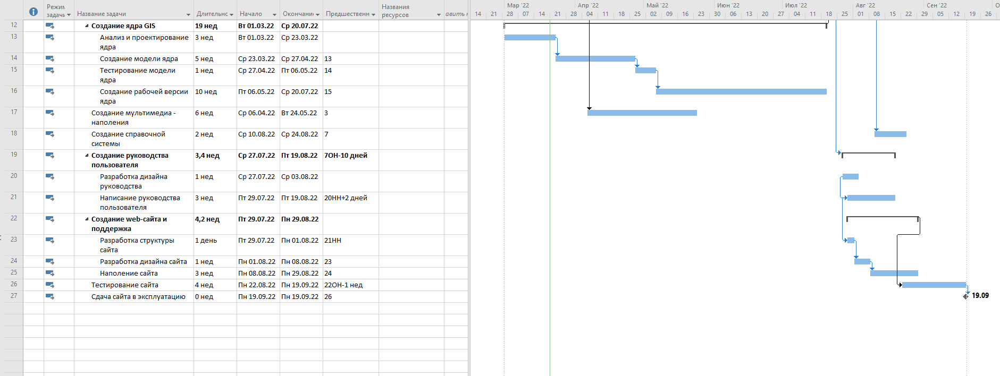 Режим задачи	Название задачи	Длительнс	Начало	Окончани	Предшественн	Названия ресурсов	авить н
Мар '22	Апр '22	Май '22	Июн '22	Июл '22	Авг '22	Сен '22	О
14	21	28	07	14	21	28	04	11	18	25	02	09	16	23	30	06	13	20	27	04	11	18	25	01	08	15	22	29	05	12	19	26
12	Создание ядра GIS	19 нед	Вт 01.03.22	Ср 20.07.22
13	Анализ и проектирование ядра	3 нед	Вт 01.03.22	Ср 23.03.22
14	Создание модели ядра	5 нед	Ср 23.03.22	Ср 27.04.22	13
15	Тестирование модели ядра	1 нед	Ср 27.04.22	Пт 06.05.22	14
16	Создание рабочей версии ядра	10 нед	Пт 06.05.22	Ср 20.07.22	15
17	Создание мультимедиа - наполения	6 нед	Ср 06.04.22	Вт 24.05.22	3
18	Создание справочной системы	2 нед	Ср 10.08.22	Ср 24.08.22	7
19	Создание руководства пользователя	3,4 нед	Ср 27.07.22	Пт 19.08.22	7ОН-10 дней
20	Разработка дизайна руководства	1 нед	Ср 27.07.22	Ср 03.08.22
21	Написание руководства пользователя	3 нед	Пт 29.07.22	Пт 19.08.22	20НН+2 дней
22	Создание web-сайта и поддержка	4,2 нед	Пт 29.07.22	Пн 29.08.22
23	Разработка структуры сайта	1 день	Пт 29.07.22	Пн 01.08.22	21НН
24	Разработка дизайна сайта	1 нед	Пн 01.08.22	Пн 08.08.22	23
25	Наполение сайта	3 нед	Пн 08.08.22	Пн 29.08.22	24
26	Тестирование сайта	4 нед	Пн 22.08.22	Пн 19.09.22	22ОН-1 нед
27	Сдача сайта в эксплуатацию	0 нед	Пн 19.09.22	Пн 19.09.22	26
19.09